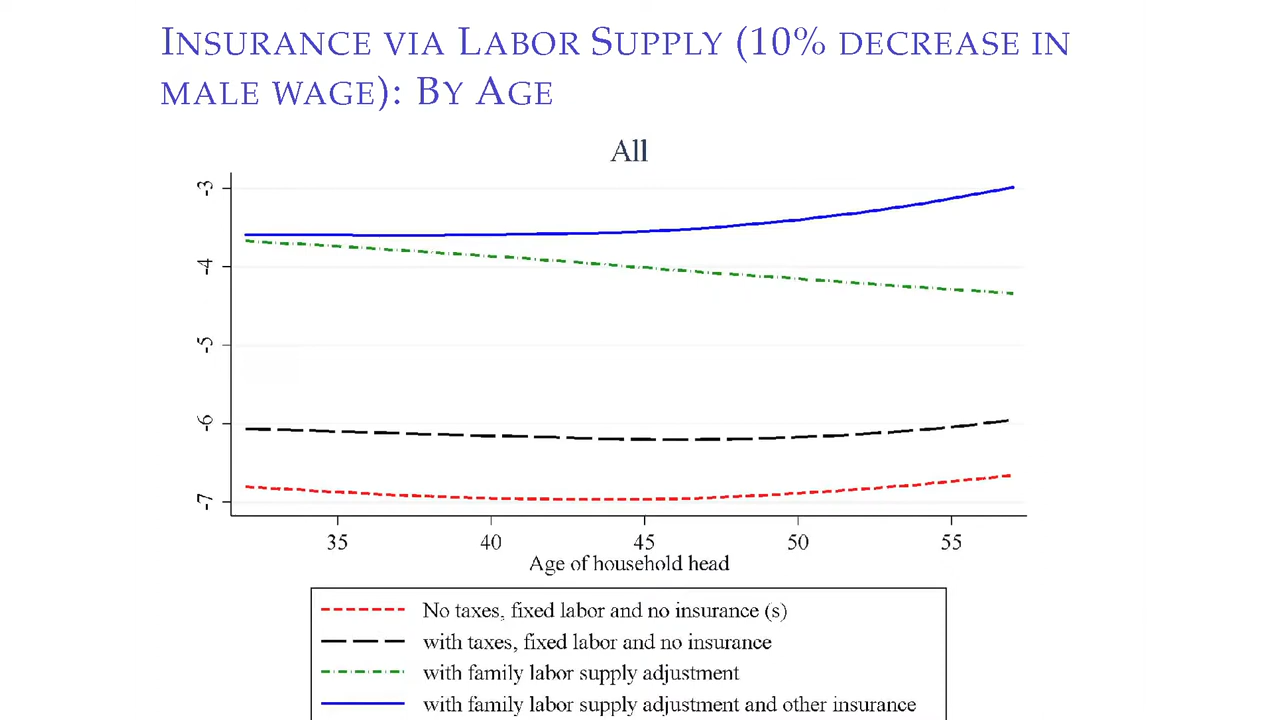 INSURANCE VIA LABOR SUPPLY (10% DECREASE IN
MALE WAGE): BY AGE
All
-3
-4
-5
-6
-7
35 40 45 50 55
Age of household head
No taxes, fixed labor and no insurance (s)
with taxes, fixed labor and no insurance
with family labor supply adjustment
with family labor supply adjustment and other insurance